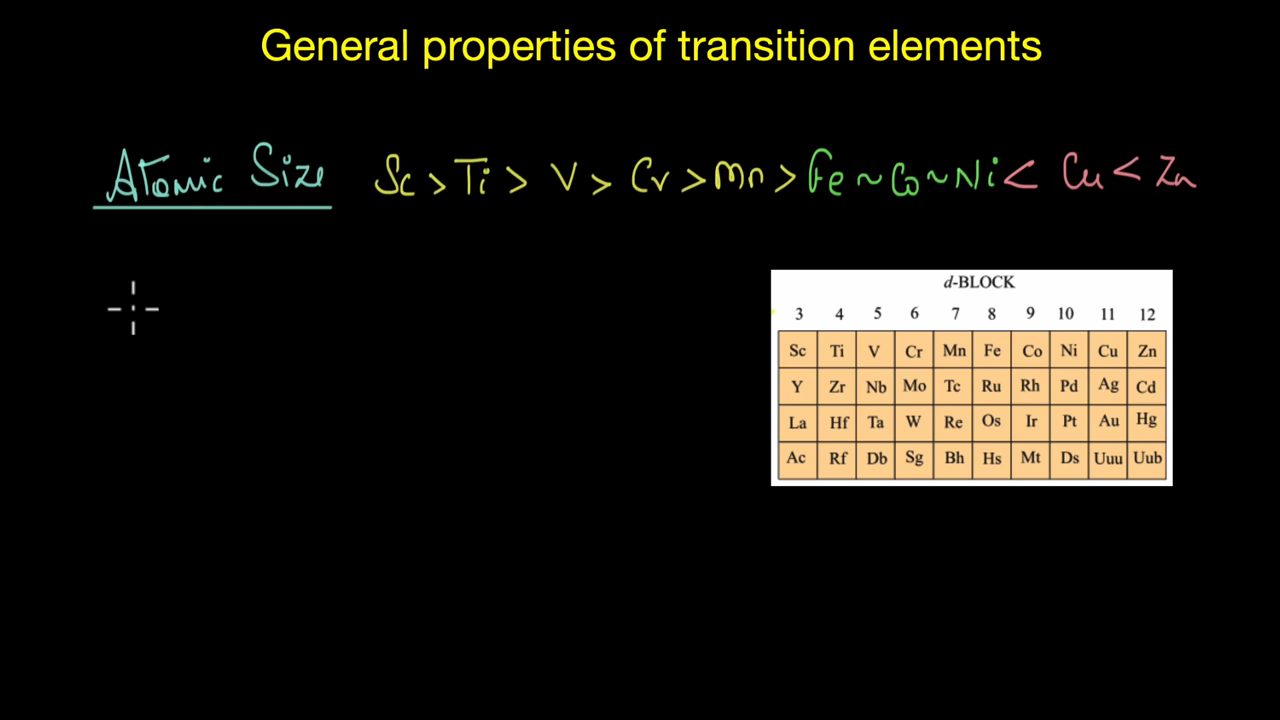 General properties of transition elements
Atomic Size Sc > Ti > V > Cr > Mn > Fe ~ Co ~ Ni < Cu < Zn
d-BLOCK
3 4 5 6 7 8 9 10 11 12
Sc Ti V Cr Mn Fe Co Ni Cu Zn
Y Zr Nb Mo Tc Ru Rh Pd Ag Cd
La Hf Ta W Re Os Ir Pt Au Hg
Ac Rf Db Sg Bh Hs Mt Ds Uuu Uub